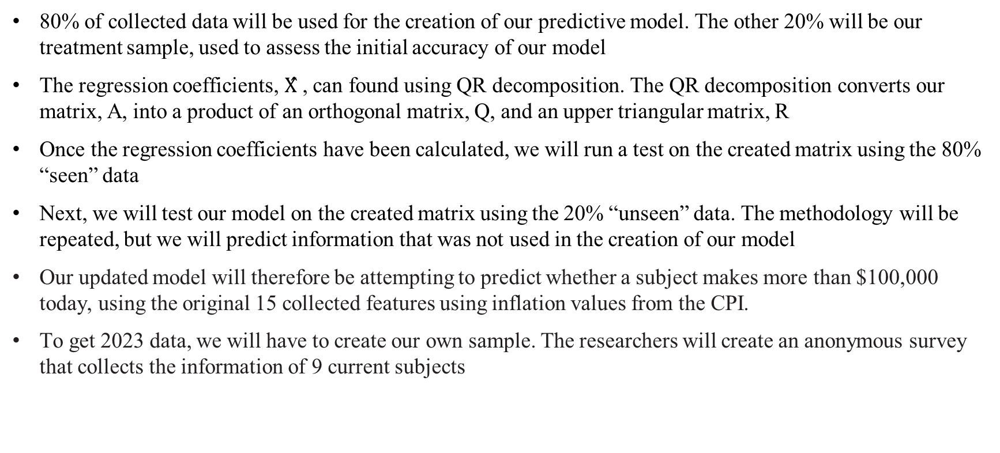 • 80% of collected data will be used for the creation of our predictive model. The other 20% will be our
treatment sample, used to assess the initial accuracy of our model
• The regression coefficients, X̂ , can found using QR decomposition. The QR decomposition converts our
matrix, A, into a product of an orthogonal matrix, Q, and an upper triangular matrix, R
• Once the regression coefficients have been calculated, we will run a test on the created matrix using the 80%
“seen” data
• Next, we will test our model on the created matrix using the 20% “unseen” data. The methodology will be
repeated, but we will predict information that was not used in the creation of our model
• Our updated model will therefore be attempting to predict whether a subject makes more than $100,000
today, using the original 15 collected features using inflation values from the CPI.
• To get 2023 data, we will have to create our own sample. The researchers will create an anonymous survey
that collects the information of 9 current subjects